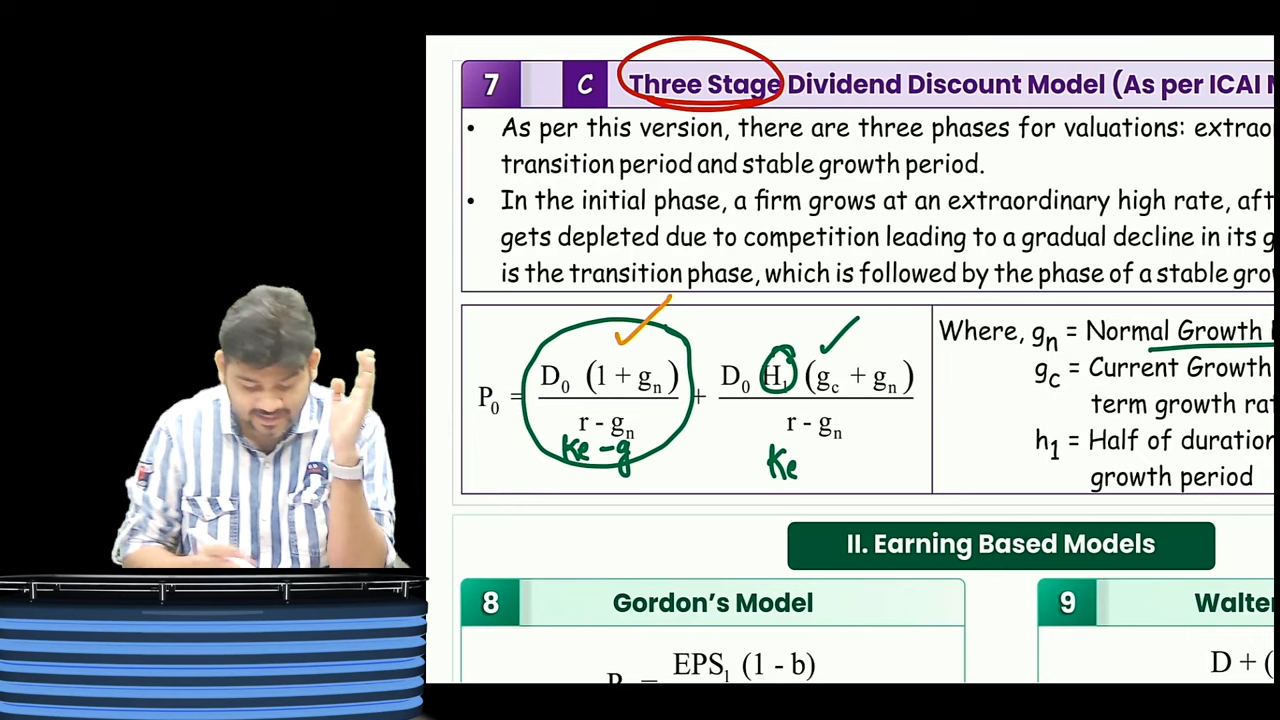 7 C Three Stage Dividend Discount Model (As per ICAI
• As per this version, there are three phases for valuations: extrao
transition period and stable growth period.
• In the initial phase, a firm grows at an extraordinary high rate, aft
gets depleted due to competition leading to a gradual decline in its g
is the transition phase, which is followed by the phase of a stable grow
P0 = D0 (1 + gn) / r - gn + D0 H1 (gc + gn) / r - gn
Ke - g
Ke
Where, gn = Normal Growth
gc = Current Growth
term growth rat
h1 = Half of duration
growth period
II. Earning Based Models
8 Gordon's Model
9 Walter
EPS1 (1 - b)
D + (